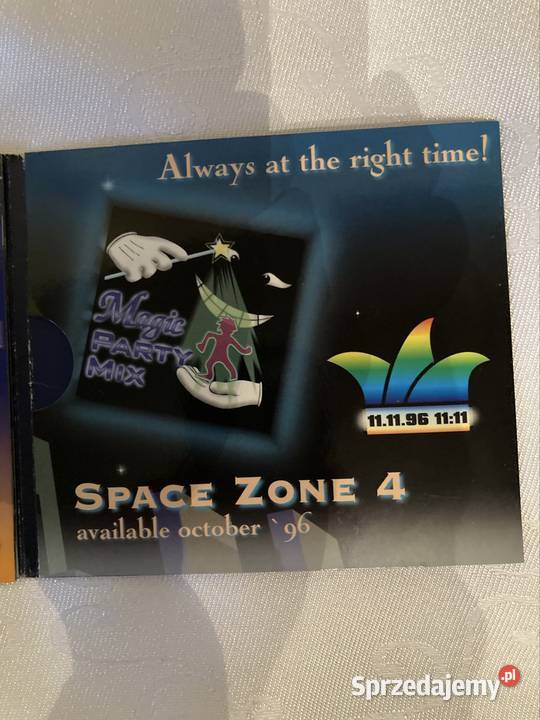 Always at the right time!
Magic
PARTY
MIX
11.11.96 11:11
SPACE ZONE 4
available october `96
Sprzedajemy.pl